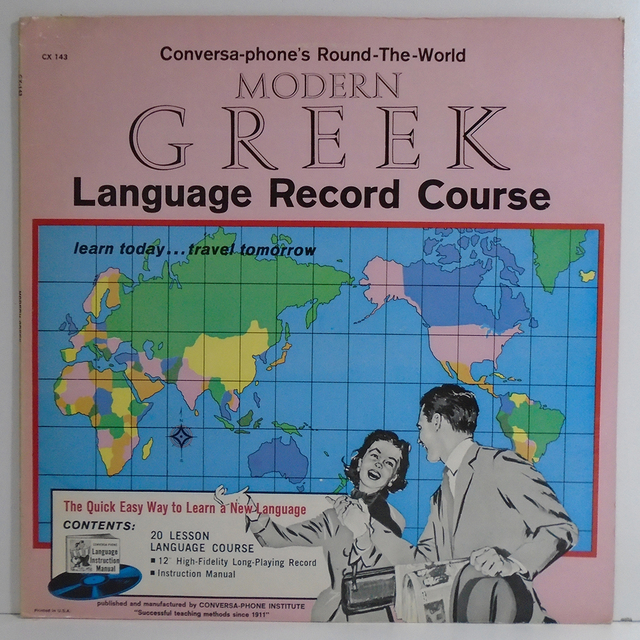 CX 143
Conversa-phone's Round-The-World
MODERN
GREEK
Language Record Course
learn today...travel tomorrow
The Quick Easy Way to Learn a New Language
CONTENTS:
20 LESSON
LANGUAGE COURSE
■ 12" High-Fidelity Long-Playing Record
■ Instruction Manual
Language
Instruction
Manual
published and manufactured by CONVERSA-PHONE INSTITUTE
"Successful teaching methods since 1911"
printed in U.S.A.